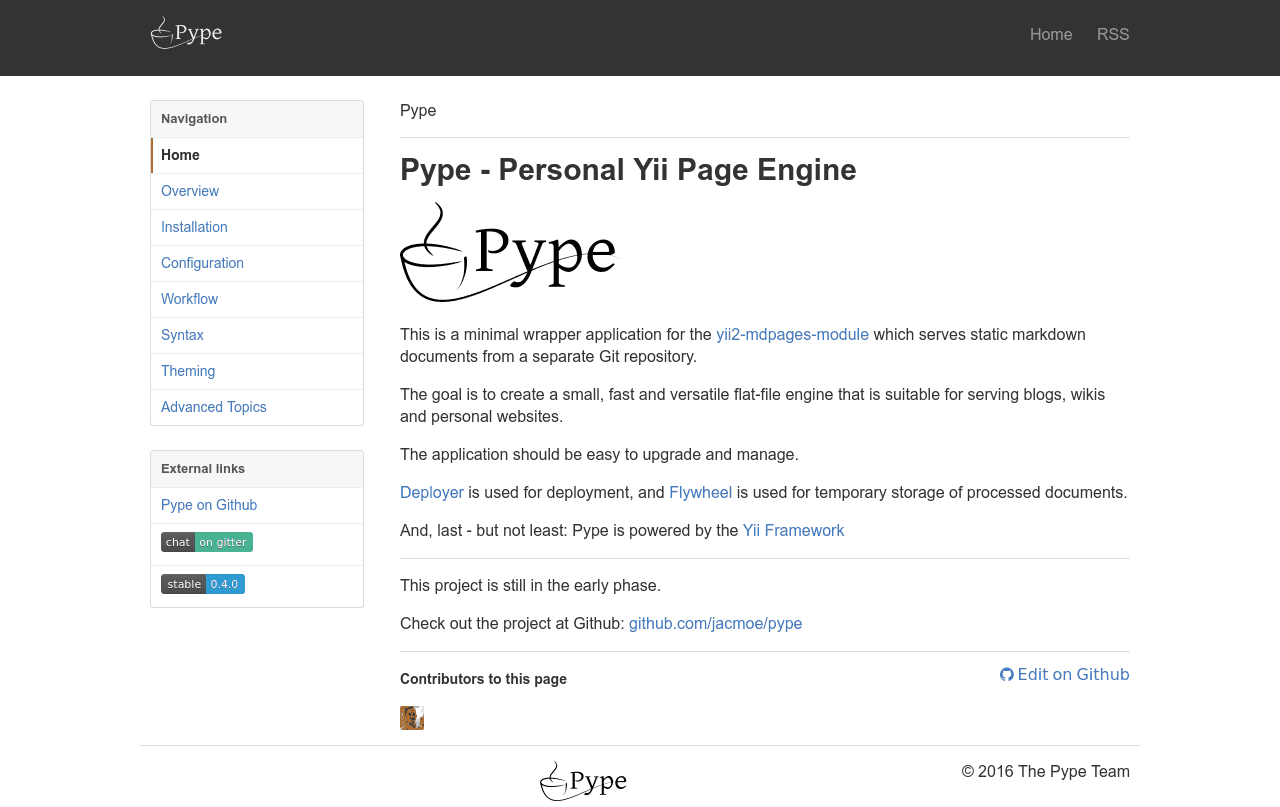 Pype
Home RSS
Navigation
Home
Overview
Installation
Configuration
Workflow
Syntax
Theming
Advanced Topics
External links
Pype on Github
chat on gitter
stable 0.4.0
Pype
Pype - Personal Yii Page Engine
Pype
This is a minimal wrapper application for the yii2-mdpages-module which serves static markdown
documents from a separate Git repository.
The goal is to create a small, fast and versatile flat-file engine that is suitable for serving blogs, wikis
and personal websites.
The application should be easy to upgrade and manage.
Deployer is used for deployment, and Flywheel is used for temporary storage of processed documents.
And, last - but not least: Pype is powered by the Yii Framework
This project is still in the early phase.
Check out the project at Github: github.com/jacmoe/pype
Contributors to this page
Edit on Github
Pype
© 2016 The Pype Team